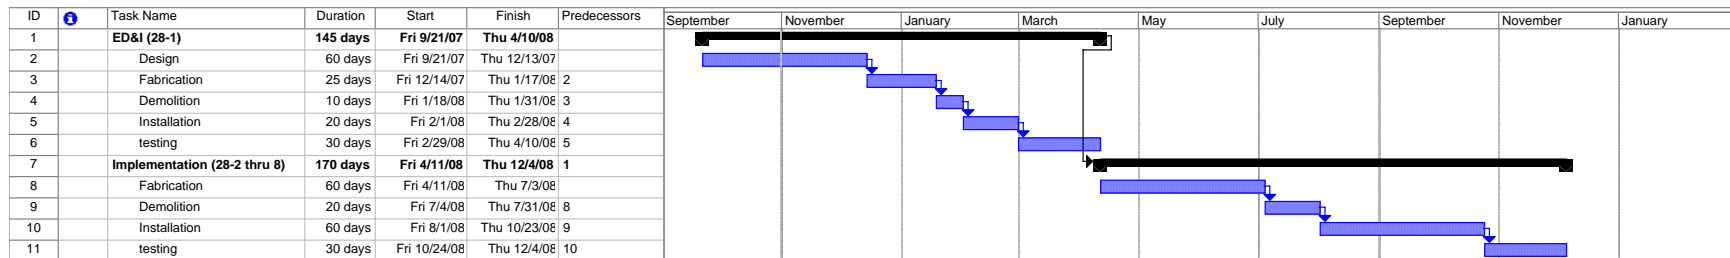 ID Task Name Duration Start Finish Predecessors September November January March May July September November January
1 ED&I (28-1) 145 days Fri 9/21/07 Thu 4/10/08
2 Design 60 days Fri 9/21/07 Thu 12/13/07
3 Fabrication 25 days Fri 12/14/07 Thu 1/17/08 2
4 Demolition 10 days Fri 1/18/08 Thu 1/31/08 3
5 Installation 20 days Fri 2/1/08 Thu 2/28/08 4
6 testing 30 days Fri 2/29/08 Thu 4/10/08 5
7 Implementation (28-2 thru 8) 170 days Fri 4/11/08 Thu 12/4/08 1
8 Fabrication 60 days Fri 4/11/08 Thu 7/3/08
9 Demolition 20 days Fri 7/4/08 Thu 7/31/08 8
10 Installation 60 days Fri 8/1/08 Thu 10/23/08 9
11 testing 30 days Fri 10/24/08 Thu 12/4/08 10